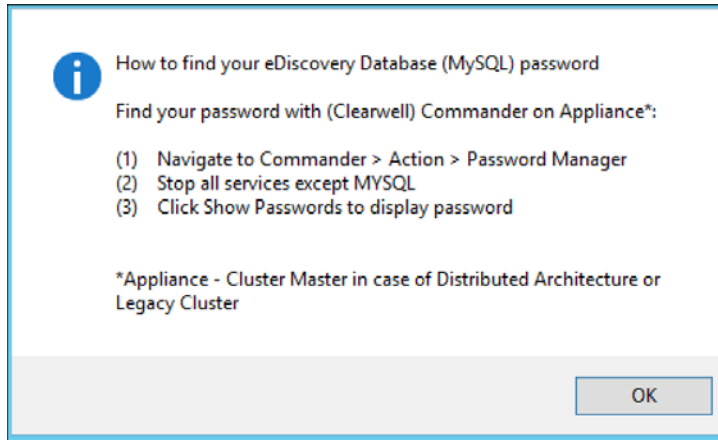 How to find your eDiscovery Database (MySQL) password
Find your password with (Clearwell) Commander on Appliance*:
(1) Navigate to Commander > Action > Password Manager
(2) Stop all services except MYSQL
(3) Click Show Passwords to display password
*Appliance - Cluster Master in case of Distributed Architecture or
Legacy Cluster
OK